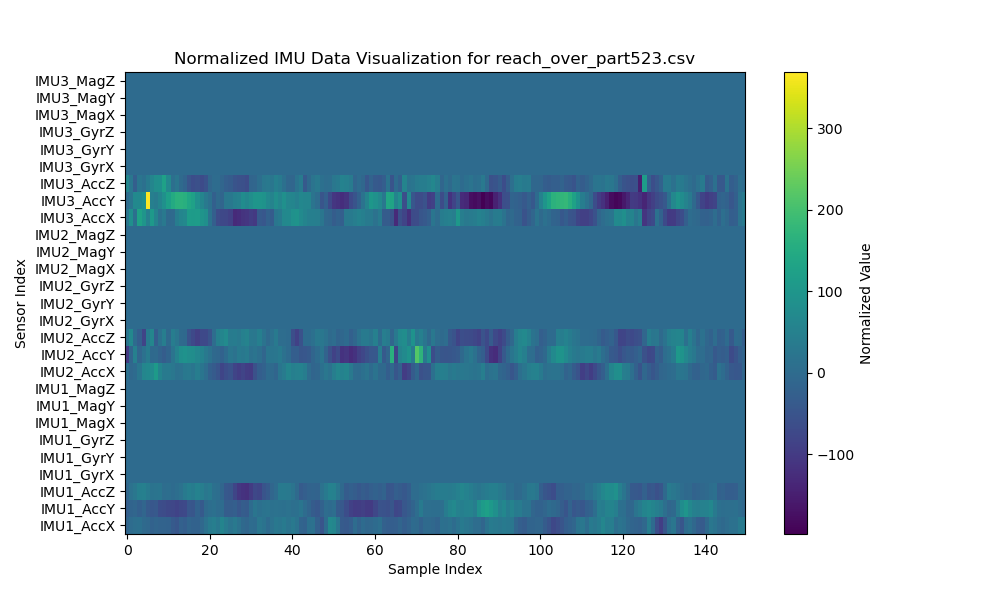 Normalized IMU Data Visualization for reach_over_part523.csv
IMU3_MagZ
IMU3_MagY
IMU3_MagX
IMU3_GyrZ
IMU3_GyrY
IMU3_GyrX
IMU3_AccZ
IMU3_AccY
IMU3_AccX
IMU2_MagZ
IMU2_MagY
IMU2_MagX
IMU2_GyrZ
IMU2_GyrY
IMU2_GyrX
IMU2_AccZ
IMU2_AccY
IMU2_AccX
IMU1_MagZ
IMU1_MagY
IMU1_MagX
IMU1_GyrZ
IMU1_GyrY
IMU1_GyrX
IMU1_AccZ
IMU1_AccY
IMU1_AccX
Sensor Index
0 20 40 60 80 100 120 140
Sample Index
300
200
100
0
−100
Normalized Value